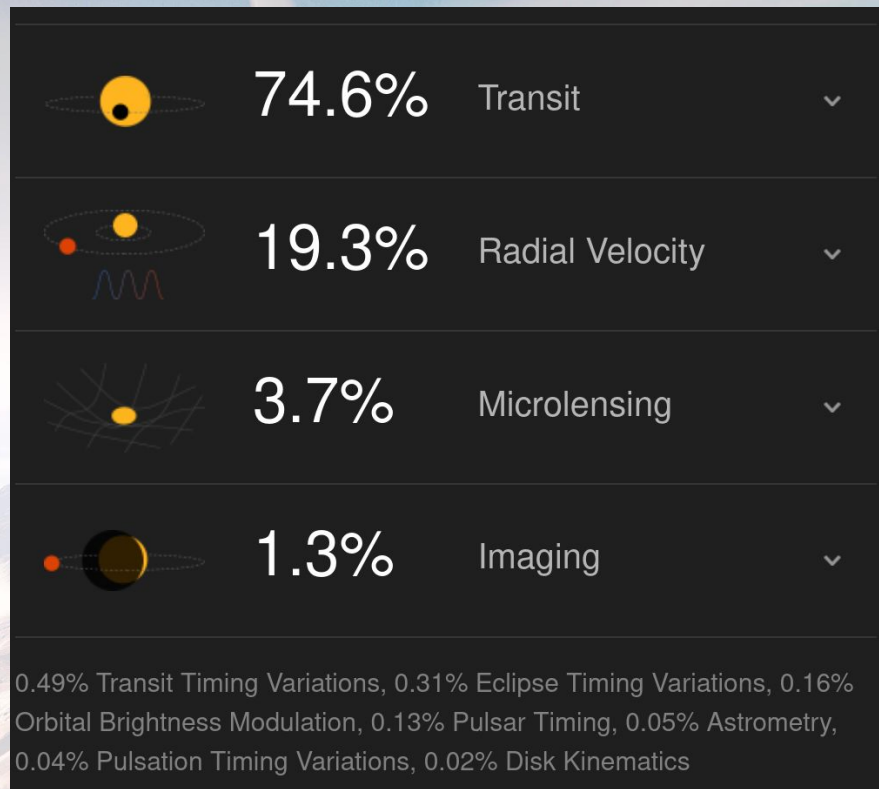 74.6% Transit
19.3% Radial Velocity
3.7% Microlensing
1.3% Imaging
0.49% Transit Timing Variations, 0.31% Eclipse Timing Variations, 0.16%
Orbital Brightness Modulation, 0.13% Pulsar Timing, 0.05% Astrometry,
0.04% Pulsation Timing Variations, 0.02% Disk Kinematics